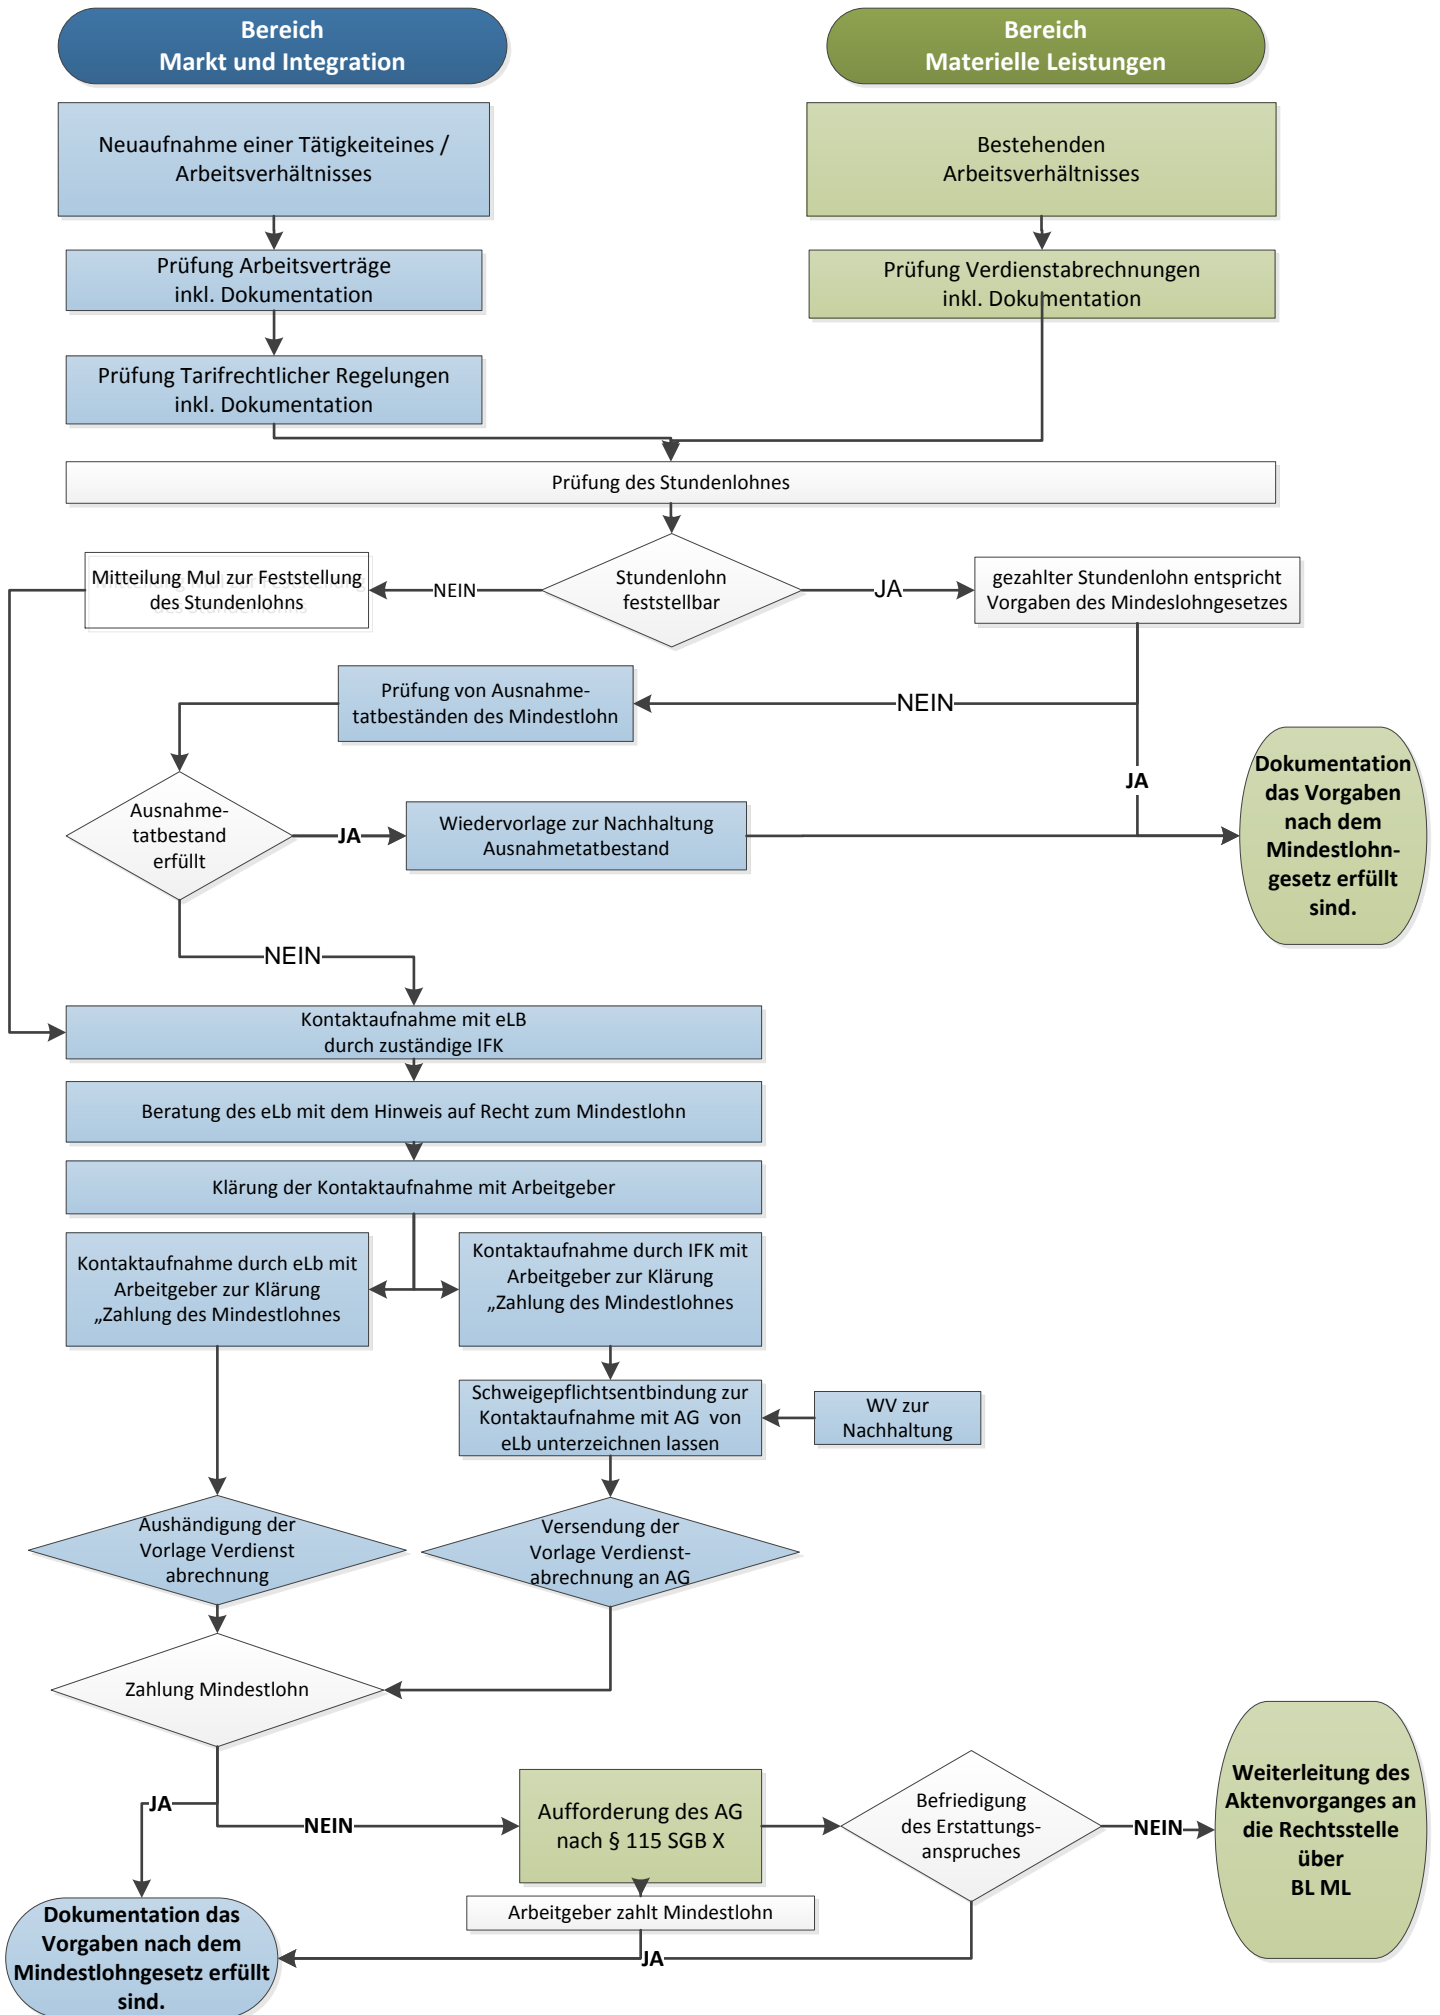 Bereich
Markt und Integration
Bereich
Materielle Leistungen
Neuaufnahme einer Tätigkeiteines /
Arbeitsverhältnisses
Bestehenden
Arbeitsverhältnisses
Prüfung Arbeitsverträge
inkl. Dokumentation
Prüfung Verdienstabrechnungen
inkl. Dokumentation
Prüfung Tarifrechtlicher Regelungen
inkl. Dokumentation
Prüfung des Stundenlohnes
Mitteilung MuI zur Feststellung
des Stundenlohns
NEIN
Stundenlohn
feststellbar
JA
gezahlter Stundenlohn entspricht
Vorgaben des Mindeslohngesetzes
Prüfung von Ausnahme-
tatbeständen des Mindestlohn
NEIN
JA
Dokumentation
das Vorgaben
nach dem
Mindestlohn-
gesetz erfüllt
sind.
Ausnahme-
tatbestand
erfüllt
JA
Wiedervorlage zur Nachhaltung
Ausnahmetatbestand
NEIN
Kontaktaufnahme mit eLB
durch zuständige IFK
Beratung des eLb mit dem Hinweis auf Recht zum Mindestlohn
Klärung der Kontaktaufnahme mit Arbeitgeber
Kontaktaufnahme durch eLb mit
Arbeitgeber zur Klärung
„Zahlung des Mindestlohnes
Kontaktaufnahme durch IFK mit
Arbeitgeber zur Klärung
„Zahlung des Mindestlohnes
Schweigepflichtsentbindung zur
Kontaktaufnahme mit AG von
eLb unterzeichnen lassen
WV zur
Nachhaltung
Aushändigung der
Vorlage Verdienst
abrechnung
Versendung der
Vorlage Verdienst-
abrechnung an AG
Zahlung Mindestlohn
JA
NEIN
Aufforderung des AG
nach § 115 SGB X
Befriedigung
des Erstattungs-
anspruches
NEIN
Weiterleitung des
Aktenvorganges an
die Rechtsstelle
über
BL ML
Arbeitgeber zahlt Mindestlohn
JA
Dokumentation das
Vorgaben nach dem
Mindestlohngesetz erfüllt
sind.